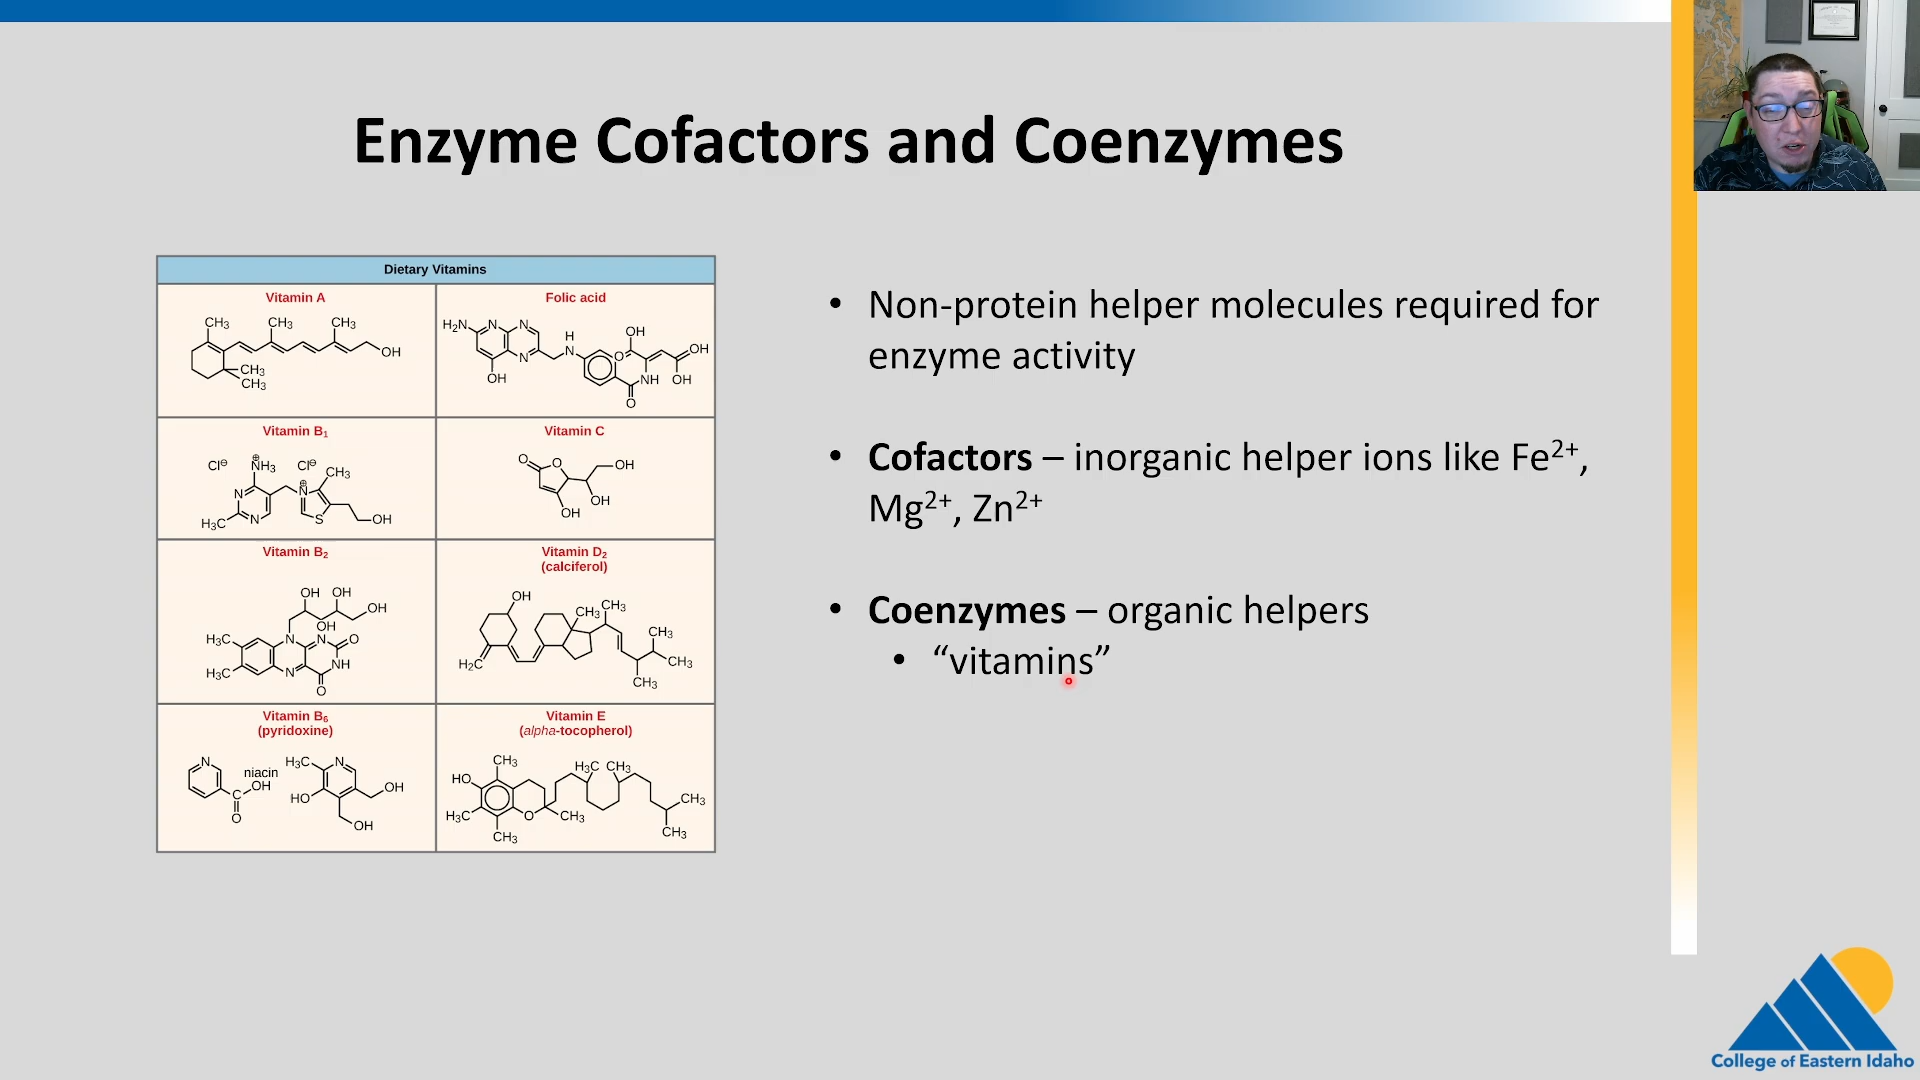 Enzyme Cofactors and Coenzymes
Dietary Vitamins
Vitamin A
CH₃ CH₃ CH₃
OH
CH₃
CH₃
Folic acid
H₂N N N
H OH
N N O OH
OH NH OH
O
Vitamin B₁
Cl⊖ ⊕ NH₃ Cl⊖ CH₃
N ⊕ N
H₃C N S OH
Vitamin C
O O OH
OH
OH
Vitamin B₂
OH OH
OH
OH
H₃C N N O
NH
H₃C N
O
Vitamin D₂
(calciferol)
OH
CH₃ CH₃
CH₃
H₂C CH₃
CH₃
Vitamin B₆
(pyridoxine)
N H₃C N
niacin
OH OH
C HO
O OH
Vitamin E
(alpha-tocopherol)
CH₃ H₃C CH₃
HO
CH₃
H₃C O CH₃
CH₃ CH₃
• Non-protein helper molecules required for
enzyme activity
• Cofactors – inorganic helper ions like Fe²⁺,
Mg²⁺, Zn²⁺
• Coenzymes – organic helpers
• “vitamins”
College of Eastern Idaho